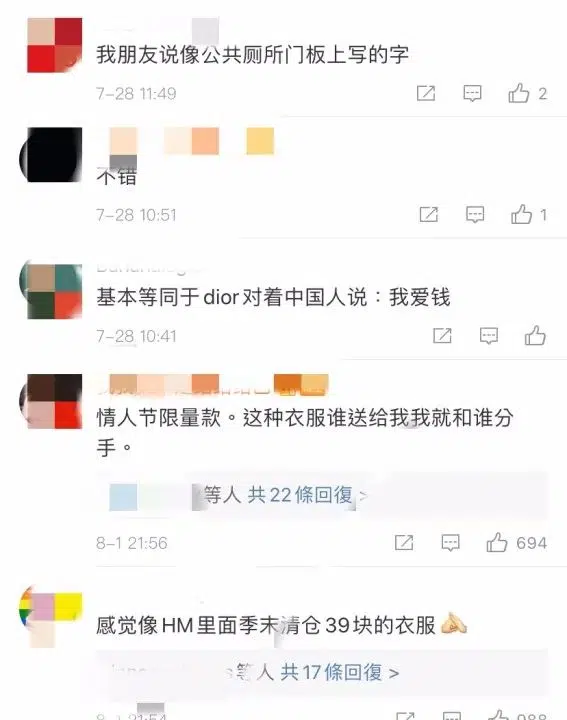 我朋友说像公共厕所门板上写的字
7-28 11:49
2
不错
7-28 10:51
1
基本等同于dior对着中国人说：我爱钱
7-28 10:41
情人节限量款。这种衣服谁送给我我就和谁分
手。
等人 共22條回復 >
8-1 21:56
694
感觉像HM里面季末清仓39块的衣服
等人 共17條回復 >
8-1 21:54
988